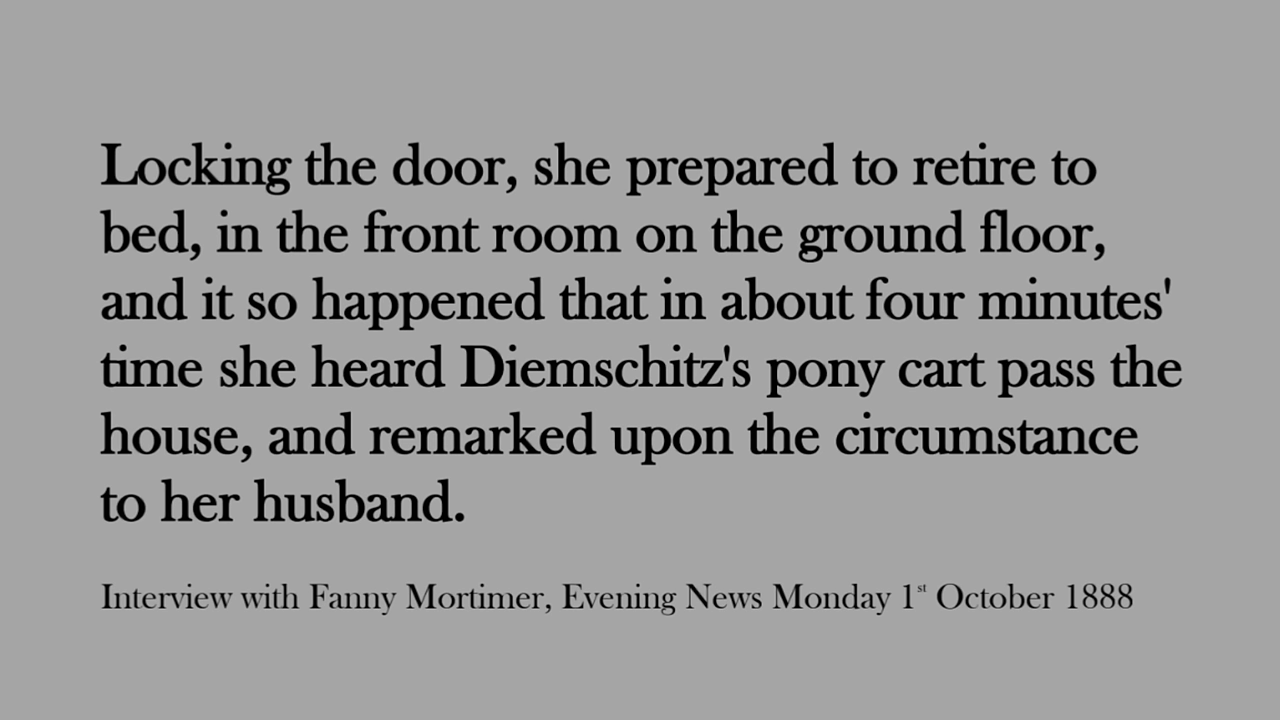 Locking the door, she prepared to retire to
bed, in the front room on the ground floor,
and it so happened that in about four minutes'
time she heard Diemschitz's pony cart pass the
house, and remarked upon the circumstance
to her husband.
Interview with Fanny Mortimer, Evening News Monday 1st October 1888